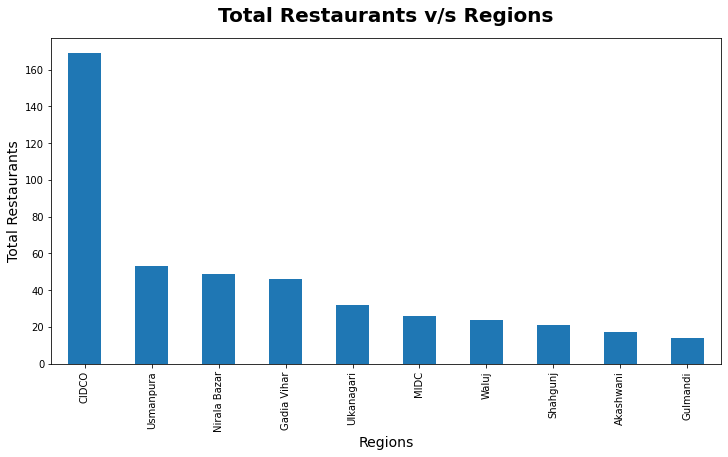 Total Restaurants v/s Regions
Total Restaurants
160
140
120
100
80
60
40
20
0
CIDCO
Usmanpura
Nirala Bazar
Gadia Vihar
Ulkanagari
MIDC
Waluj
Shahgunj
Akashwani
Gulmandi
Regions